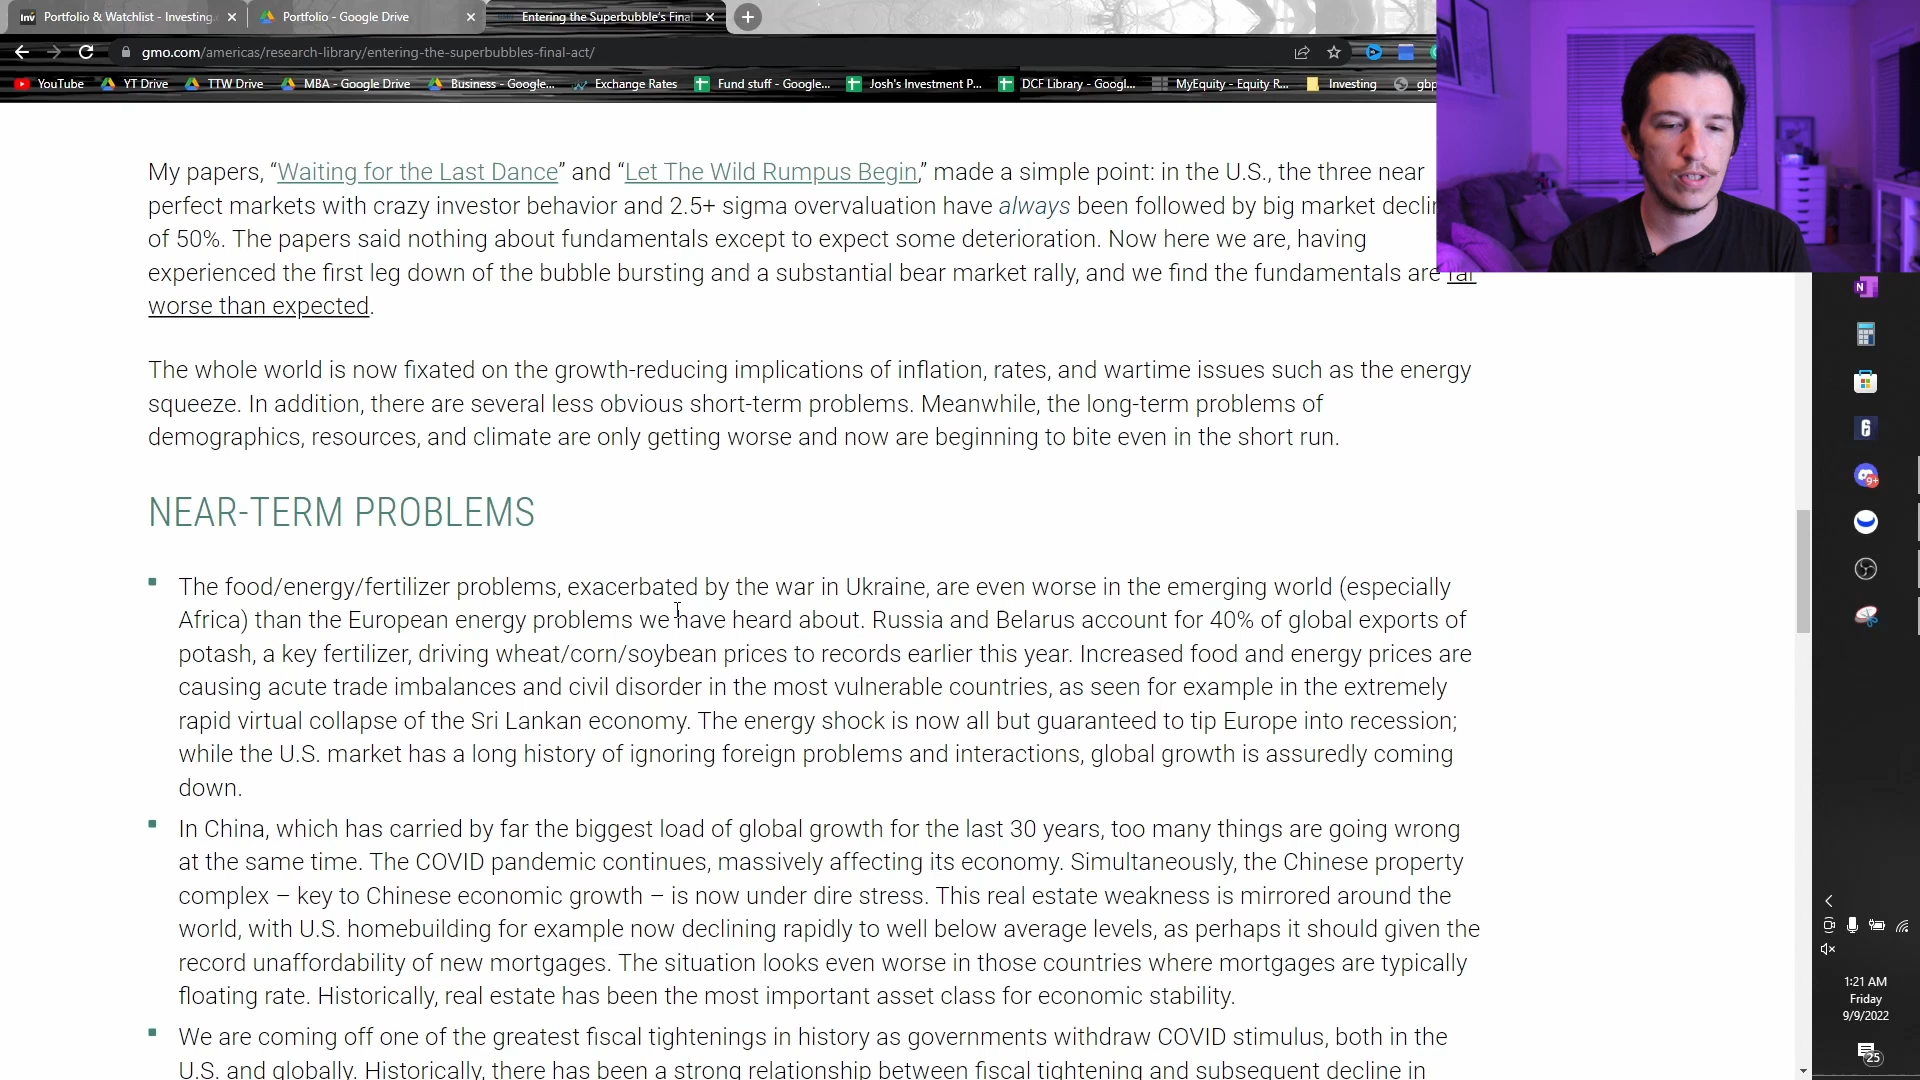 Portfolio & Watchlist - Investing.
Portfolio - Google Drive
Entering the Superbubble's Fina
gmo.com/americas/research-library/entering-the-superbubbles-final-act/
YouTube
YT Drive
TTW Drive
MBA - Google Drive
Business - Google...
Exchange Rates
Fund stuff - Google...
Josh's Investment P...
DCF Library - Googl...
MyEquity - Equity R...
Investing
gbp
My papers, “Waiting for the Last Dance” and “Let The Wild Rumpus Begin,” made a simple point: in the U.S., the three near
perfect markets with crazy investor behavior and 2.5+ sigma overvaluation have always been followed by big market declin
of 50%. The papers said nothing about fundamentals except to expect some deterioration. Now here we are, having
experienced the first leg down of the bubble bursting and a substantial bear market rally, and we find the fundamentals are far
worse than expected.
The whole world is now fixated on the growth-reducing implications of inflation, rates, and wartime issues such as the energy
squeeze. In addition, there are several less obvious short-term problems. Meanwhile, the long-term problems of
demographics, resources, and climate are only getting worse and now are beginning to bite even in the short run.
NEAR-TERM PROBLEMS
The food/energy/fertilizer problems, exacerbated by the war in Ukraine, are even worse in the emerging world (especially
Africa) than the European energy problems we have heard about. Russia and Belarus account for 40% of global exports of
potash, a key fertilizer, driving wheat/corn/soybean prices to records earlier this year. Increased food and energy prices are
causing acute trade imbalances and civil disorder in the most vulnerable countries, as seen for example in the extremely
rapid virtual collapse of the Sri Lankan economy. The energy shock is now all but guaranteed to tip Europe into recession;
while the U.S. market has a long history of ignoring foreign problems and interactions, global growth is assuredly coming
down.
In China, which has carried by far the biggest load of global growth for the last 30 years, too many things are going wrong
at the same time. The COVID pandemic continues, massively affecting its economy. Simultaneously, the Chinese property
complex – key to Chinese economic growth – is now under dire stress. This real estate weakness is mirrored around the
world, with U.S. homebuilding for example now declining rapidly to well below average levels, as perhaps it should given the
record unaffordability of new mortgages. The situation looks even worse in those countries where mortgages are typically
floating rate. Historically, real estate has been the most important asset class for economic stability.
We are coming off one of the greatest fiscal tightenings in history as governments withdraw COVID stimulus, both in the
U.S. and globally. Historically, there has been a strong relationship between fiscal tightening and subsequent decline in
N
6
9+
1:21 AM
Friday
9/9/2022
25